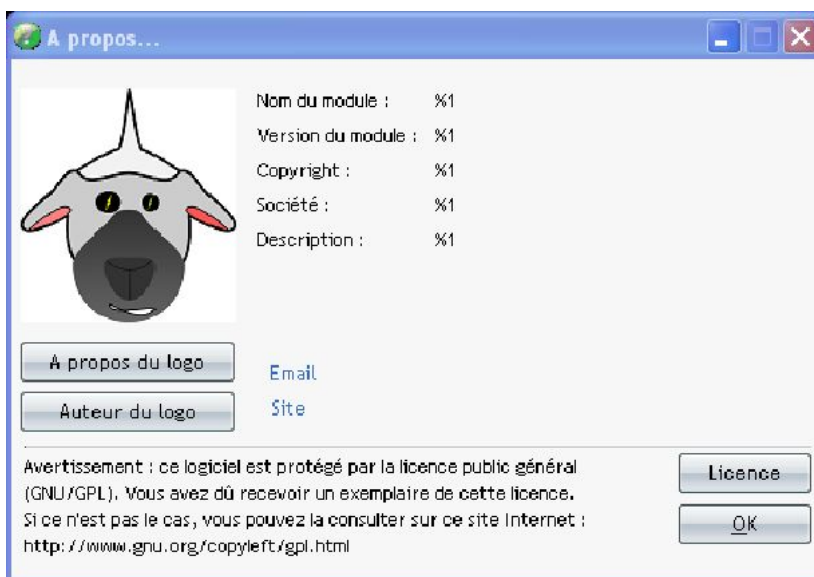 A propos...
Nom du module : %1
Version du module : %1
Copyright : %1
Société : %1
Description : %1
A propos du logo
Auteur du logo
Email
Site
Avertissement : ce logiciel est protégé par la licence public général
(GNU/GPL). Vous avez dû recevoir un exemplaire de cette licence.
Si ce n'est pas le cas, vous pouvez la consulter sur ce site Internet :
http://www.gnu.org/copyleft/gpl.html
Licence
OK